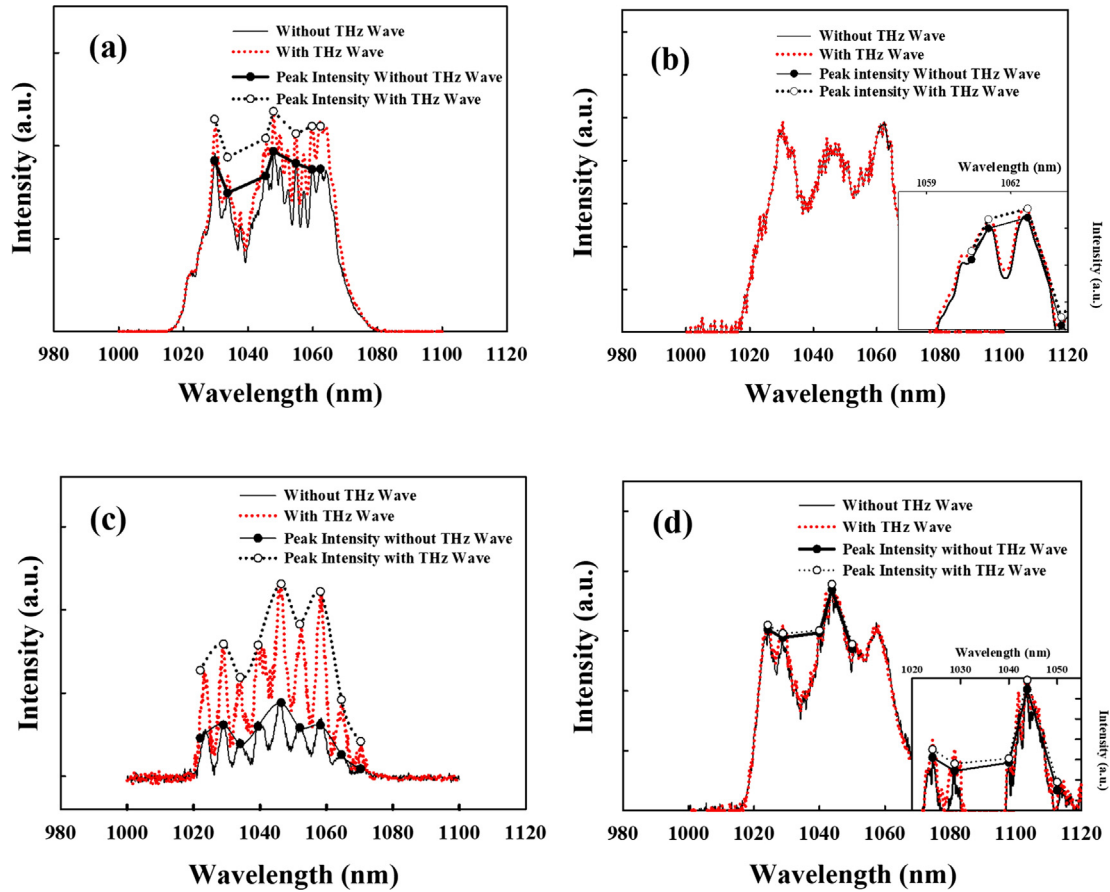 (a)
Without THz Wave
With THz Wave
Peak Intensity Without THz Wave
Peak Intensity With THz Wave
Intensity (a.u.)
980 1000 1020 1040 1060 1080 1100 1120
Wavelength (nm)
(b)
Without THz Wave
With THz Wave
Peak intensity Without THz Wave
Peak intensity With THz Wave
Intensity (a.u.)
Wavelength (nm)
1059 1062
Intensity (a.u.)
980 1000 1020 1040 1060 1080 1100 1120
Wavelength (nm)
(c)
Without THz Wave
With THz Wave
Peak Intensity without THz Wave
Peak Intensity with THz Wave
Intensity (a.u.)
980 1000 1020 1040 1060 1080 1100 1120
Wavelength (nm)
(d)
Without THz Wave
With THz Wave
Peak Intensity without THz Wave
Peak Intensity with THz Wave
Intensity (a.u.)
Wavelength (nm)
1020 1030 1040 1050
Intensity (a.u.)
980 1000 1020 1040 1060 1080 1100 1120
Wavelength (nm)